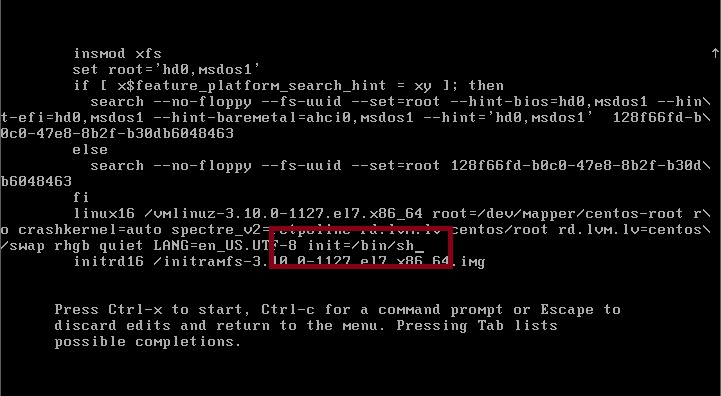 insmod xfs
set root='hd0,msdos1'
if [ x$feature_platform_search_hint = xy ]; then
search --no-floppy --fs-uuid --set=root --hint-bios=hd0,msdos1 --hin\
t-efi=hd0,msdos1 --hint-baremetal=ahci0,msdos1 --hint='hd0,msdos1' 128f66fd-b\
0c0-47e8-8b2f-b30db6048463
else
search --no-floppy --fs-uuid --set=root 128f66fd-b0c0-47e8-8b2f-b30d\
b6048463
fi
linux16 /vmlinuz-3.10.0-1127.el7.x86_64 root=/dev/mapper/centos-root r\
o crashkernel=auto spectre_v2=retpoline rd.lvm.lv=centos/root rd.lvm.lv=centos\
/swap rhgb quiet LANG=en_US.UTF-8 init=/bin/sh_
initrd16 /initramfs-3.10.0-1127.el7.x86_64.img
Press Ctrl-x to start, Ctrl-c for a command prompt or Escape to
discard edits and return to the menu. Pressing Tab lists
possible completions.